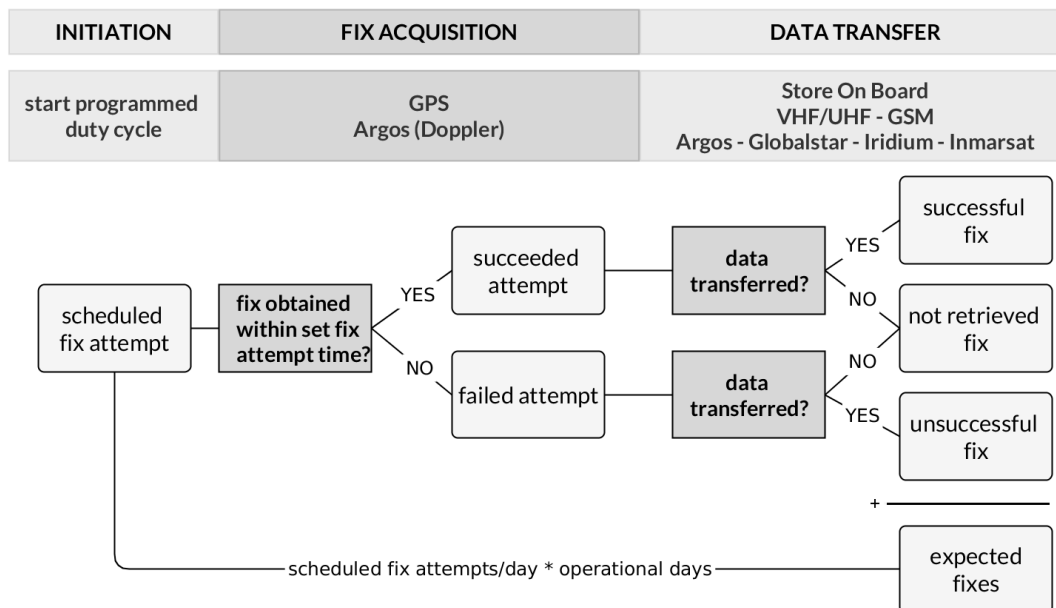 INITIATION
FIX ACQUISITION
DATA TRANSFER
start programmed
duty cycle
GPS
Argos (Doppler)
Store On Board
VHF/UHF - GSM
Argos - Globalstar - Iridium - Inmarsat
scheduled
fix attempt
fix obtained
within set fix
attempt time?
YES
NO
succeeded
attempt
failed attempt
data
transferred?
data
transferred?
YES
NO
NO
YES
successful
fix
not retrieved
fix
unsuccessful
fix
+
scheduled fix attempts/day * operational days
expected
fixes